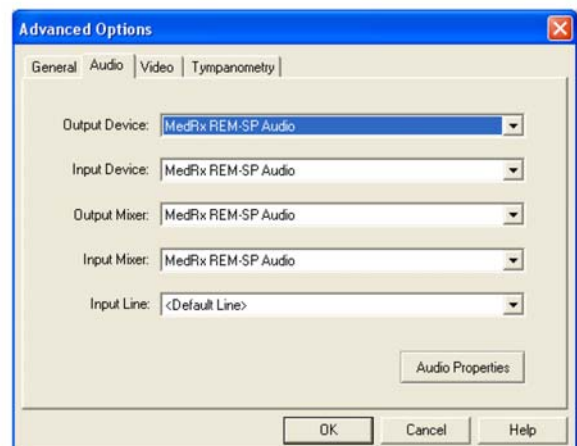 Advanced Options
General Audio Video Tympanometry
Output Device: MedRx REM-SP Audio
Input Device: MedRx REM-SP Audio
Output Mixer: MedRx REM-SP Audio
Input Mixer: MedRx REM-SP Audio
Input Line: <Default Line>
Audio Properties
OK Cancel Help